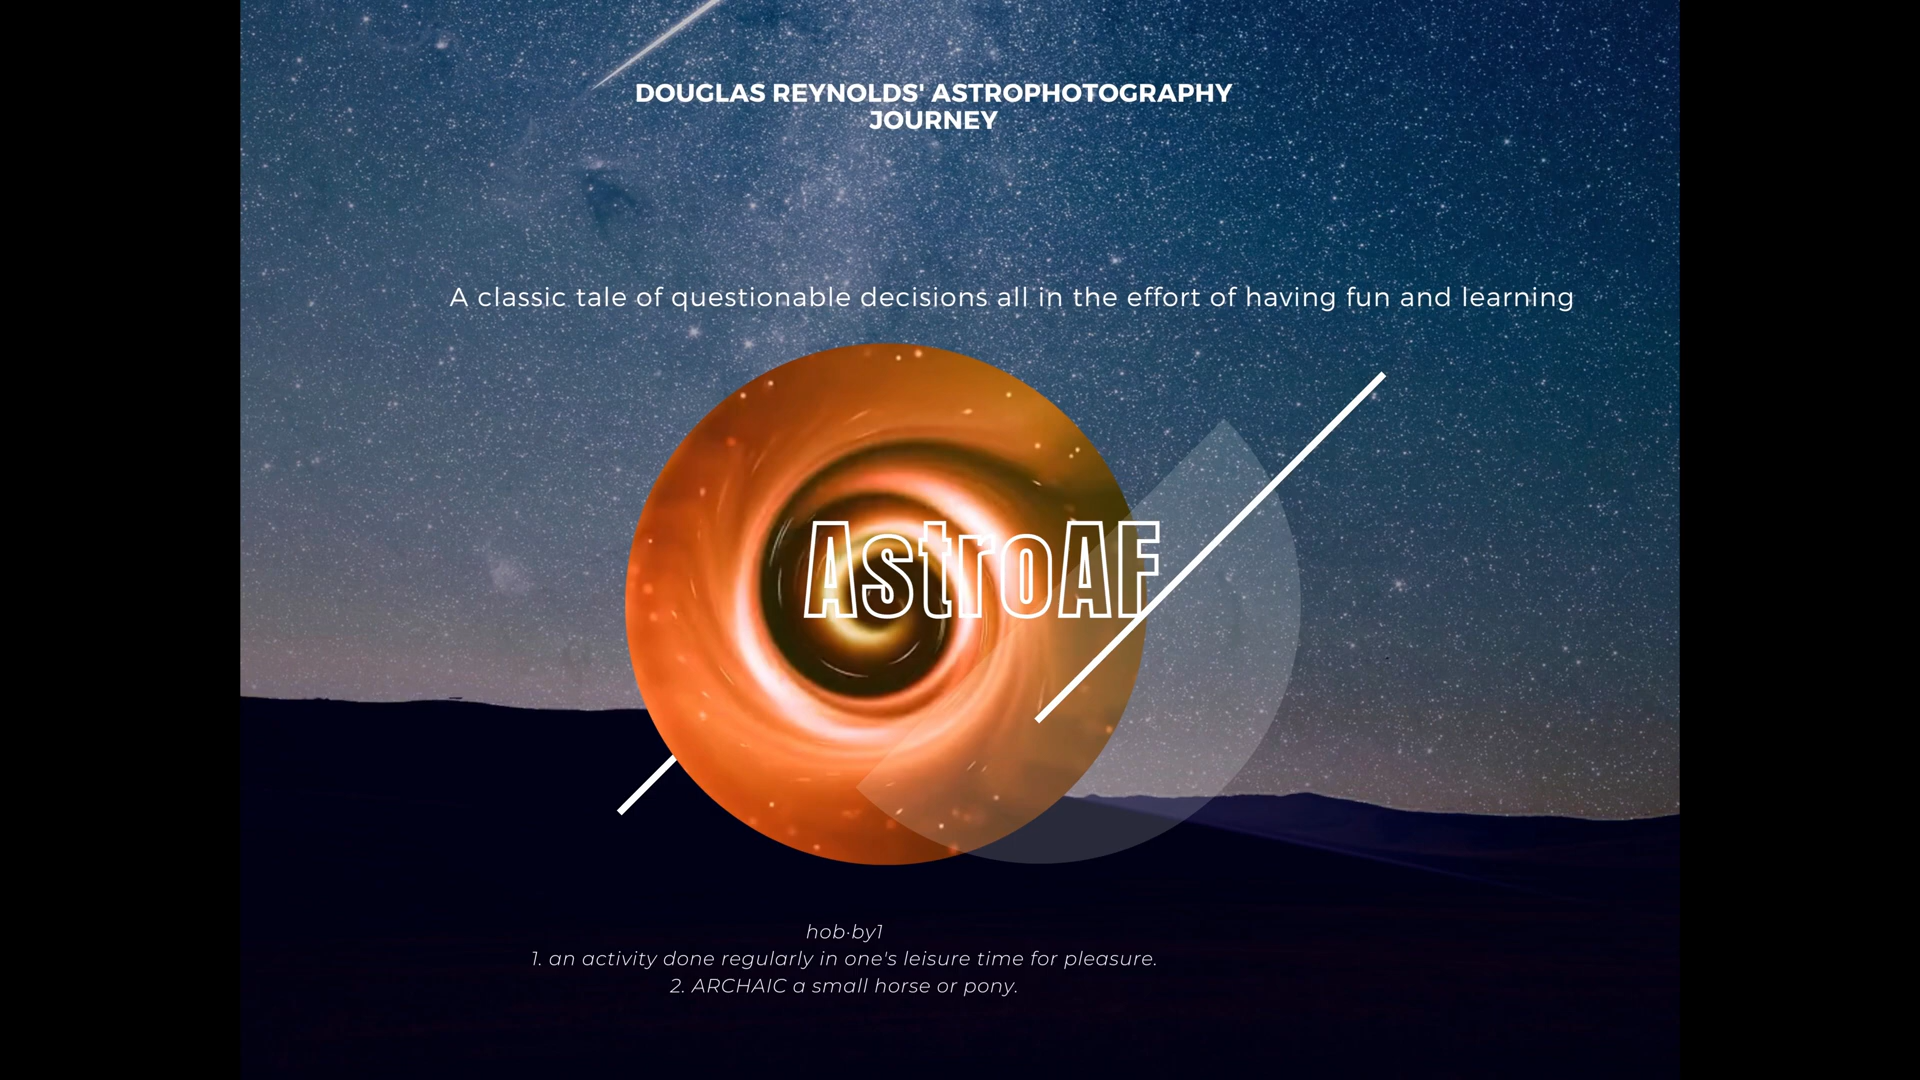 DOUGLAS REYNOLDS' ASTROPHOTOGRAPHY
JOURNEY
A classic tale of questionable decisions all in the effort of having fun and learning
AstroAF
hob·by1
1. an activity done regularly in one's leisure time for pleasure.
2. ARCHAIC a small horse or pony.